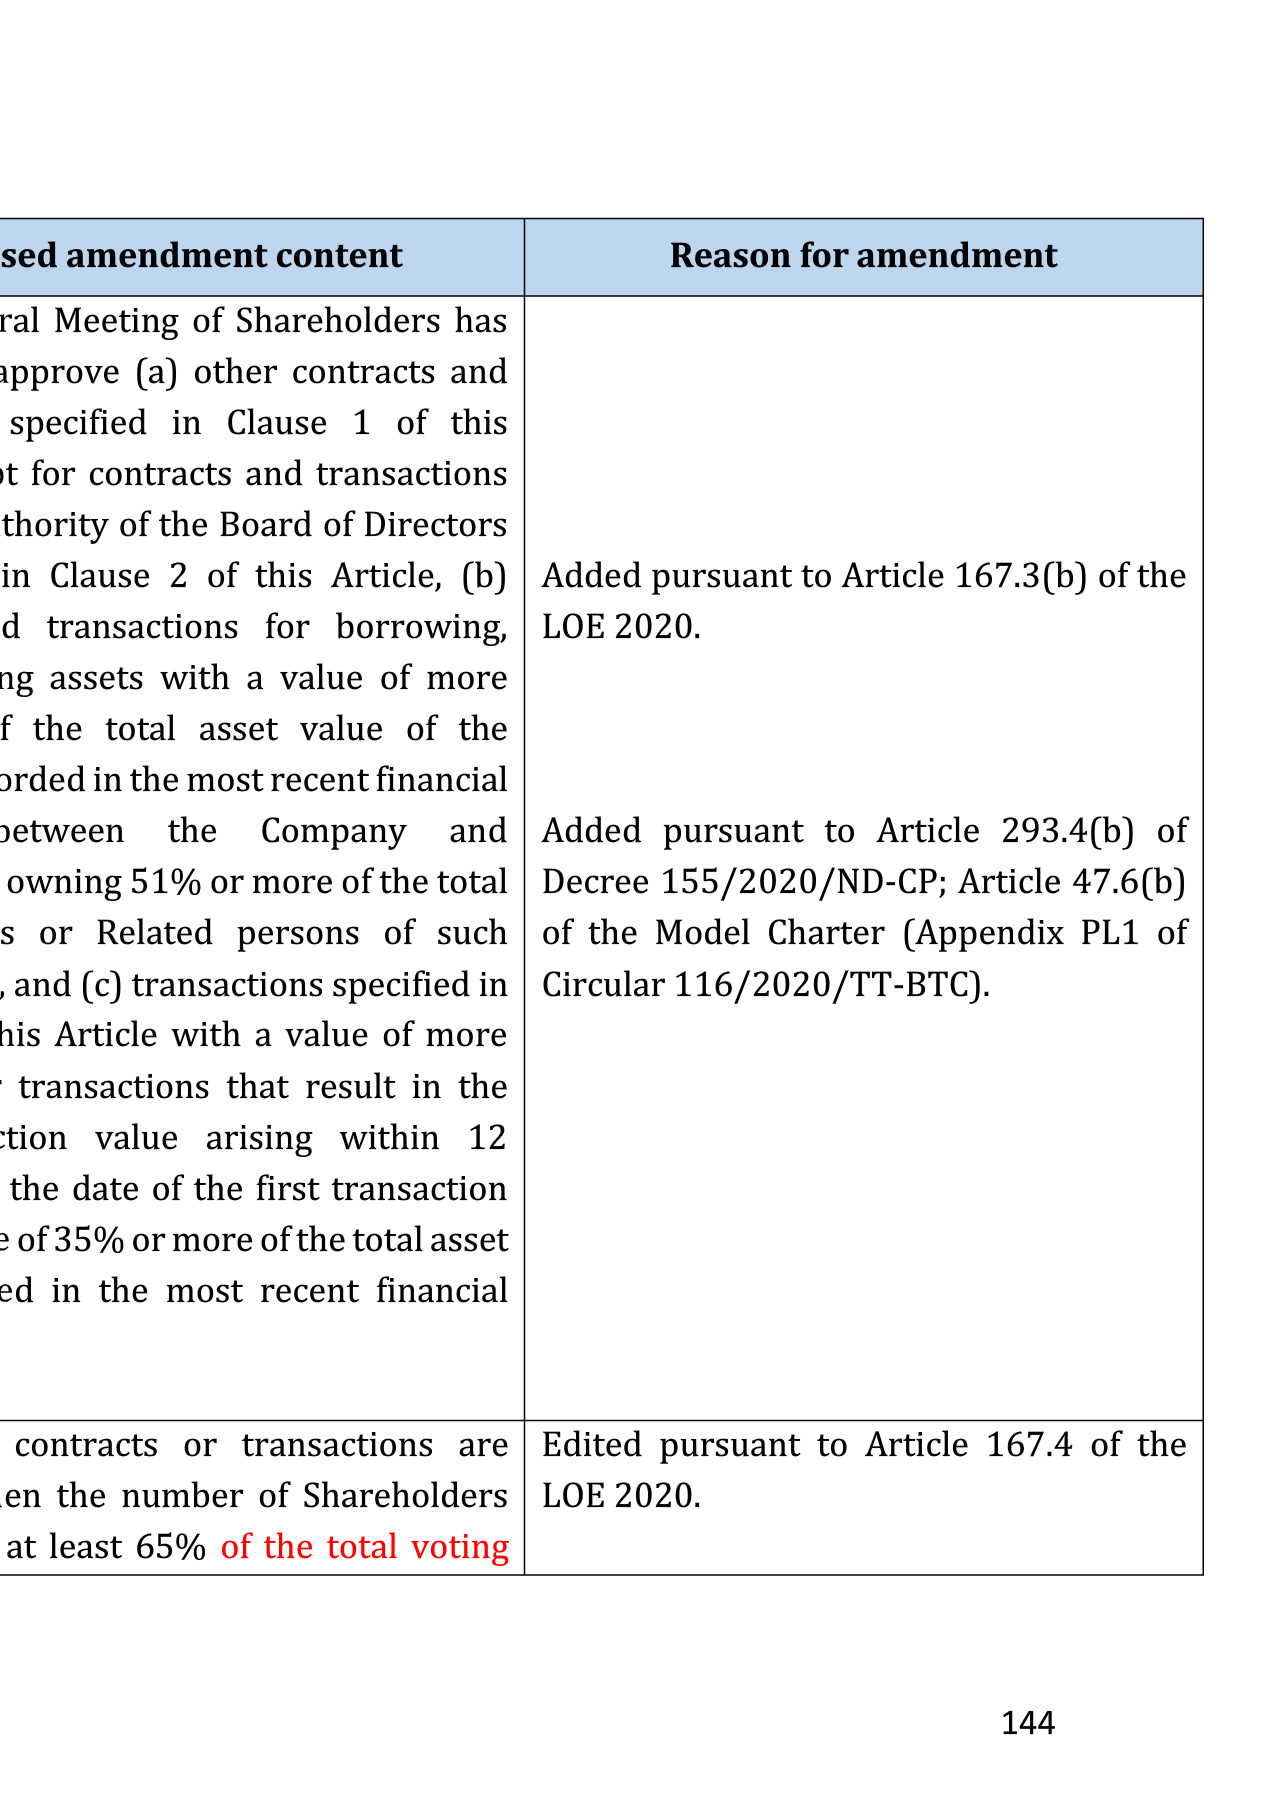 sed amendment content
Reason for amendment
ral Meeting of Shareholders has
approve (a) other contracts and
specified in Clause 1 of this
pt for contracts and transactions
thority of the Board of Directors
in Clause 2 of this Article, (b)
d transactions for borrowing,
ng assets with a value of more
f the total asset value of the
orded in the most recent financial
between the Company and
owning 51% or more of the total
s or Related persons of such
, and (c) transactions specified in
his Article with a value of more
r transactions that result in the
ction value arising within 12
the date of the first transaction
e of 35% or more of the total asset
ed in the most recent financial
Added pursuant to Article 167.3(b) of the
LOE 2020.
Added pursuant to Article 293.4(b) of
Decree 155/2020/ND-CP; Article 47.6(b)
of the Model Charter (Appendix PL1 of
Circular 116/2020/TT-BTC).
contracts or transactions are
en the number of Shareholders
at least 65% of the total voting
Edited pursuant to Article 167.4 of the
LOE 2020.
144